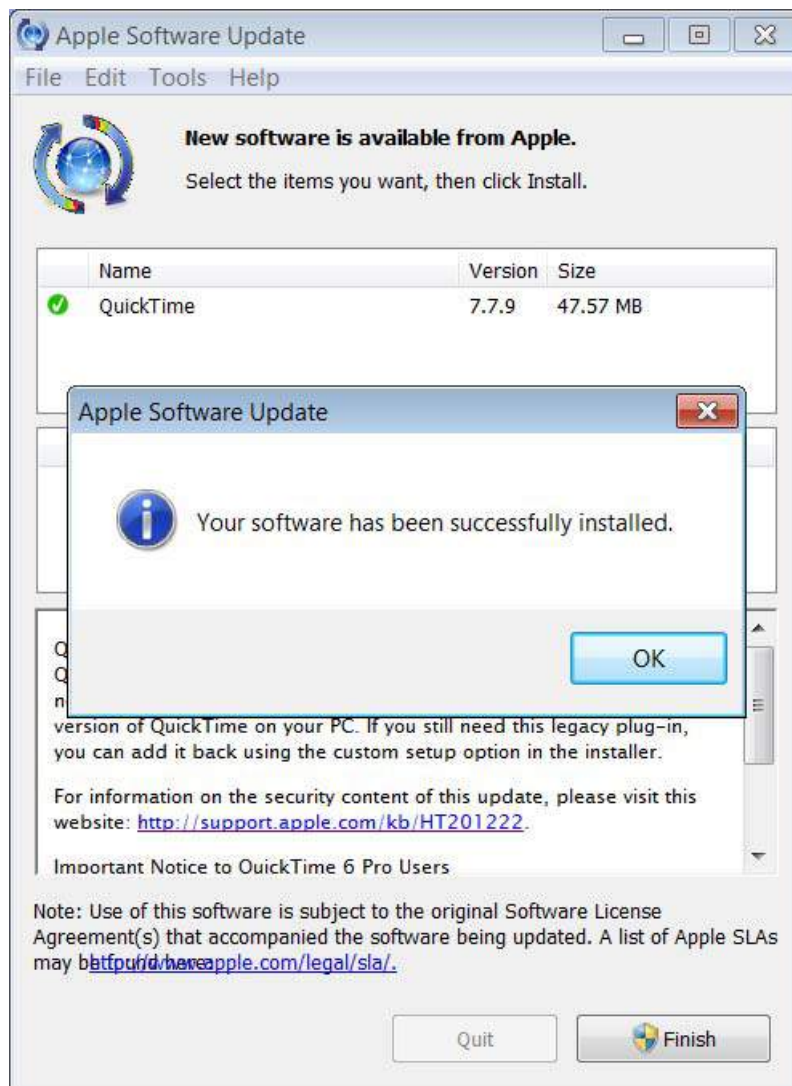 Apple Software Update
File Edit Tools Help
New software is available from Apple.
Select the items you want, then click Install.
Name Version Size
QuickTime 7.7.9 47.57 MB
Apple Software Update
Your software has been successfully installed.
OK
version of QuickTime on your PC. If you still need this legacy plug-in,
you can add it back using the custom setup option in the installer.
For information on the security content of this update, please visit this
website: http://support.apple.com/kb/HT201222.
Important Notice to QuickTime 6 Pro Users
Note: Use of this software is subject to the original Software License
Agreement(s) that accompanied the software being updated. A list of Apple SLAs
may be found here: http://www.apple.com/legal/sla/.
Quit Finish